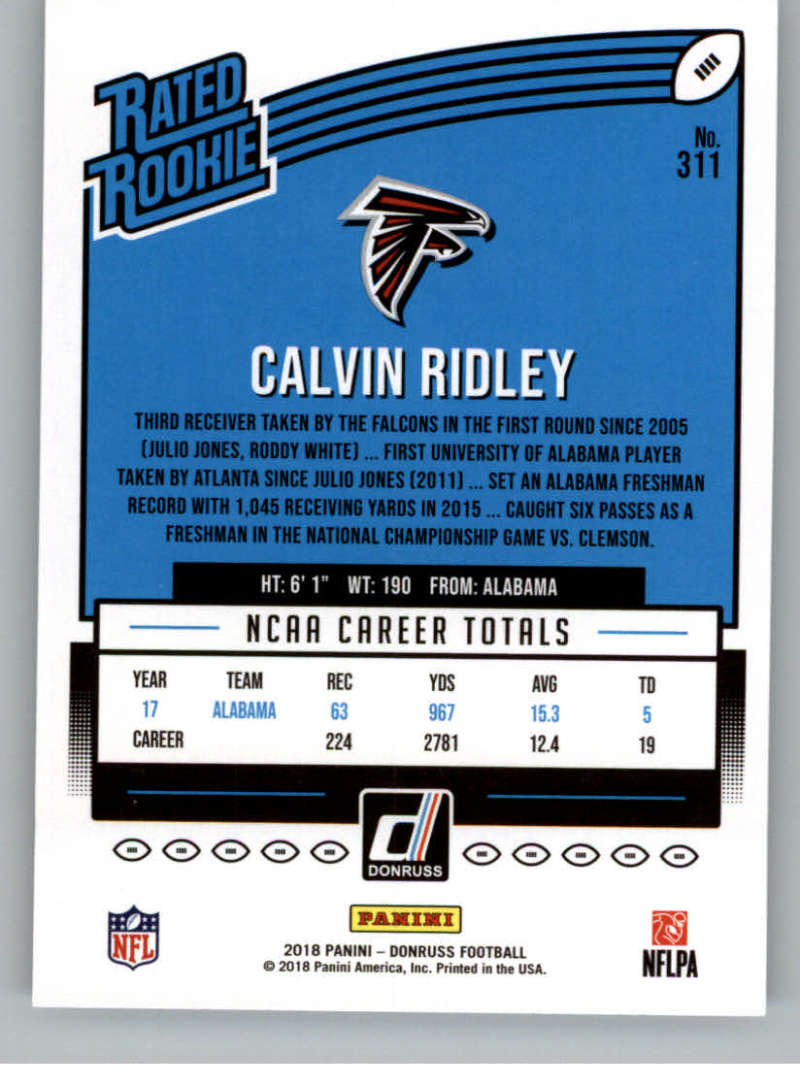 RATED
ROOKIE
No.
311
CALVIN RIDLEY
THIRD RECEIVER TAKEN BY THE FALCONS IN THE FIRST ROUND SINCE 2005
(JULIO JONES, RODDY WHITE) ... FIRST UNIVERSITY OF ALABAMA PLAYER
TAKEN BY ATLANTA SINCE JULIO JONES (2011) ... SET AN ALABAMA FRESHMAN
RECORD WITH 1,045 RECEIVING YARDS IN 2015 ... CAUGHT SIX PASSES AS A
FRESHMAN IN THE NATIONAL CHAMPIONSHIP GAME VS. CLEMSON.
HT: 6' 1" WT: 190 FROM: ALABAMA
NCAA CAREER TOTALS
YEAR TEAM REC YDS AVG TD
17 ALABAMA 63 967 15.3 5
CAREER 224 2781 12.4 19
d
DONRUSS
PANINI
NFL
2018 PANINI – DONRUSS FOOTBALL
© 2018 Panini America, Inc. Printed in the USA.
NFLPA